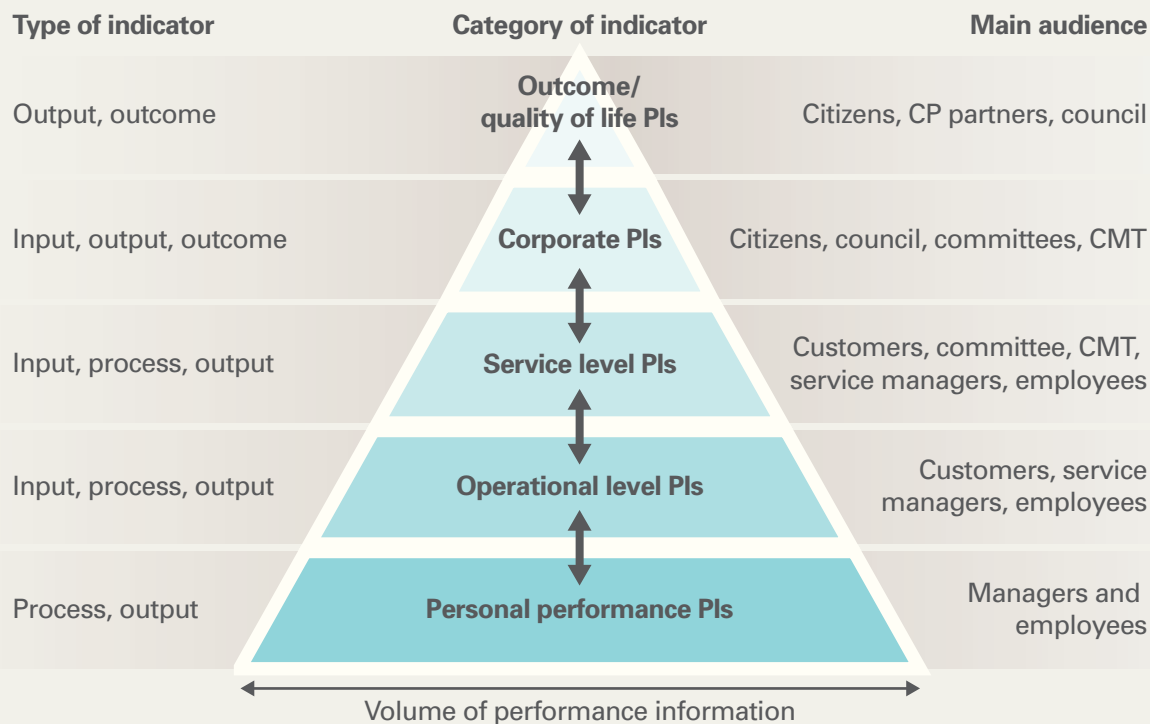 Type of indicator
Category of indicator
Main audience
Output, outcome
Outcome/
quality of life PIs
Citizens, CP partners, council
Input, output, outcome
Corporate PIs
Citizens, council, committees, CMT
Input, process, output
Service level PIs
Customers, committee, CMT,
service managers, employees
Input, process, output
Operational level PIs
Customers, service
managers, employees
Process, output
Personal performance PIs
Managers and
employees
Volume of performance information